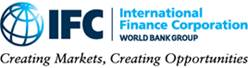 IFC
International
Finance Corporation
WORLD BANK GROUP
Creating Markets, Creating Opportunities